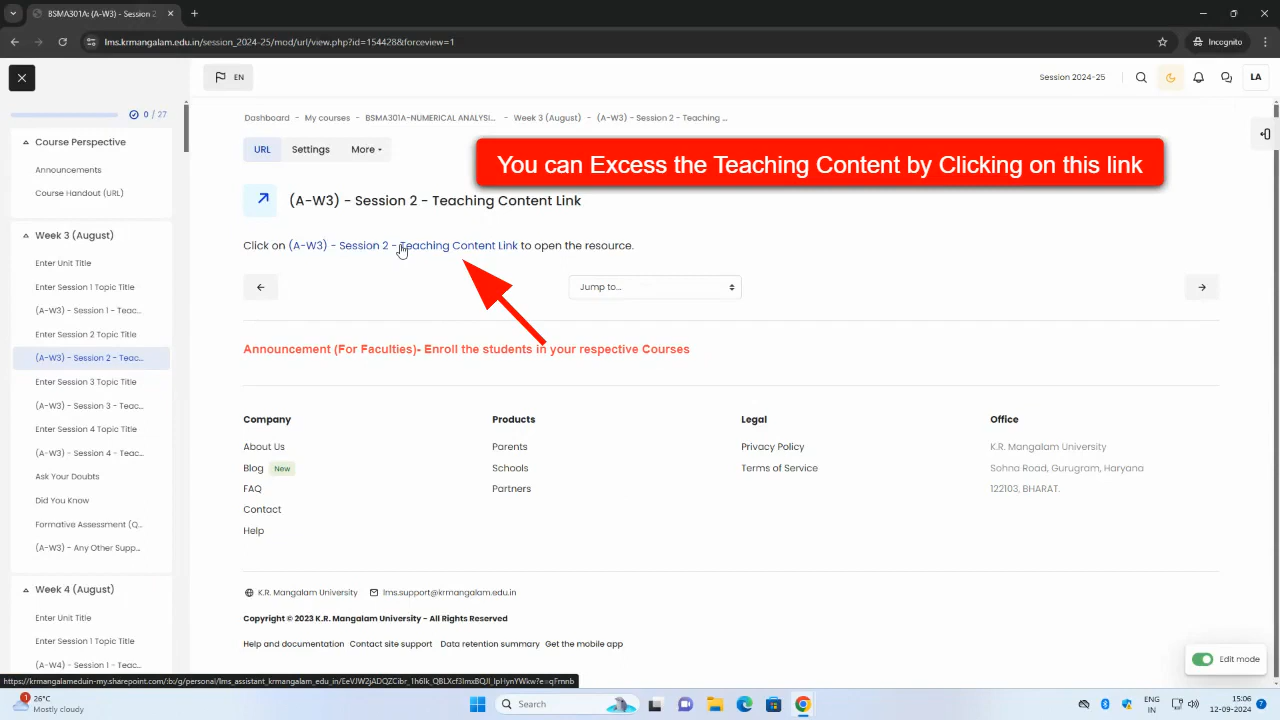 BSMA301A: (A-W3) - Session 2
lms.krmangalam.edu.in/session_2024-25/mod/url/view.php?id=154428&forceview=1
Incognito
EN
Session 2024-25
LA
0 / 27
Course Perspective
Announcements
Course Handout (URL)
Week 3 (August)
Enter Unit Title
Enter Session 1 Topic Title
(A-W3) - Session 1 - Teac...
Enter Session 2 Topic Title
(A-W3) - Session 2 - Teac...
Enter Session 3 Topic Title
(A-W3) - Session 3 - Teac...
Enter Session 4 Topic Title
(A-W3) - Session 4 - Teac...
Ask Your Doubts
Did You Know
Formative Assessment (Q...
(A-W3) - Any Other Supp...
Week 4 (August)
Enter Unit Title
Enter Session 1 Topic Title
(A-W4) - Session 1 - Teac...
Dashboard - My courses - BSMA301A-NUMERICAL ANALYSI... - Week 3 (August) - (A-W3) - Session 2 - Teaching ...
URL Settings More
You can Excess the Teaching Content by Clicking on this link
(A-W3) - Session 2 - Teaching Content Link
Click on (A-W3) - Session 2 - Teaching Content Link to open the resource.
Jump to...
Announcement (For Faculties)- Enroll the students in your respective Courses
Company
About Us
Blog New
FAQ
Contact
Help
Products
Parents
Schools
Partners
Legal
Privacy Policy
Terms of Service
Office
K.R. Mangalam University
Sohna Road, Gurugram, Haryana
122103, BHARAT.
K.R. Mangalam University lms.support@krmangalam.edu.in
Copyright © 2023 K.R. Mangalam University - All Rights Reserved
Help and documentation Contact site support Data retention summary Get the mobile app
Edit mode
1
26°C
Mostly cloudy
Search
ENG
IN
15:06
12-09-2024